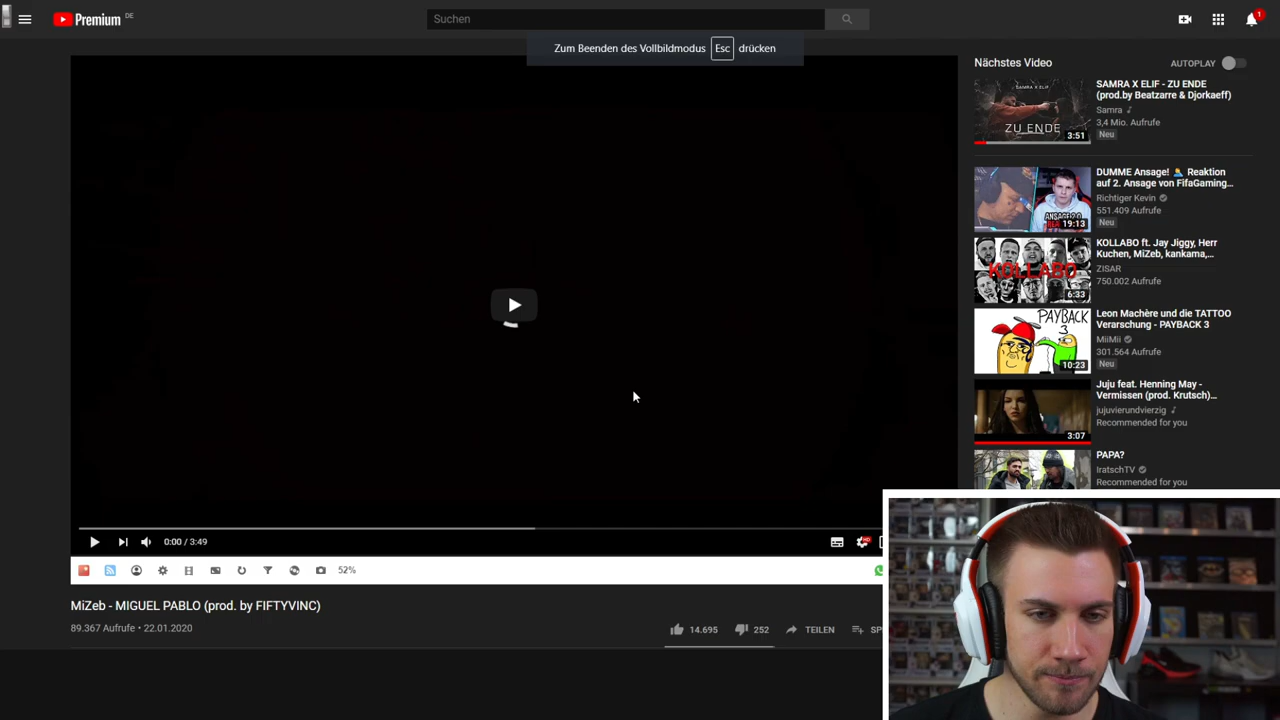 Premium DE
Suchen
1
Zum Beenden des Vollbildmodus Esc drücken
Nächstes Video
AUTOPLAY
SAMRA X ELIF
ZU ENDE
3:51
SAMRA X ELIF - ZU ENDE
(prod.by Beatzarre & Djorkaeff)
Samra
3,4 Mio. Aufrufe
Neu
19:13
DUMME Ansage! 🤦 Reaktion
auf 2. Ansage von FifaGaming...
Richtiger Kevin
551.409 Aufrufe
Neu
KOLLABO
6:33
KOLLABO ft. Jay Jiggy, Herr
Kuchen, MiZeb, kankama,...
ZISAR
750.002 Aufrufe
PAYBACK
3
10:23
Leon Machère und die TATTOO
Verarschung - PAYBACK 3
MiiMii
301.564 Aufrufe
Neu
3:07
Juju feat. Henning May -
Vermissen (prod. Krutsch)...
jujuvierundvierzig
Recommended for you
PAPA?
IratschTV
Recommended for you
0:00 / 3:49
HD
52%
MiZeb - MIGUEL PABLO (prod. by FIFTYVINC)
89.367 Aufrufe • 22.01.2020
14.695
252
TEILEN
SP